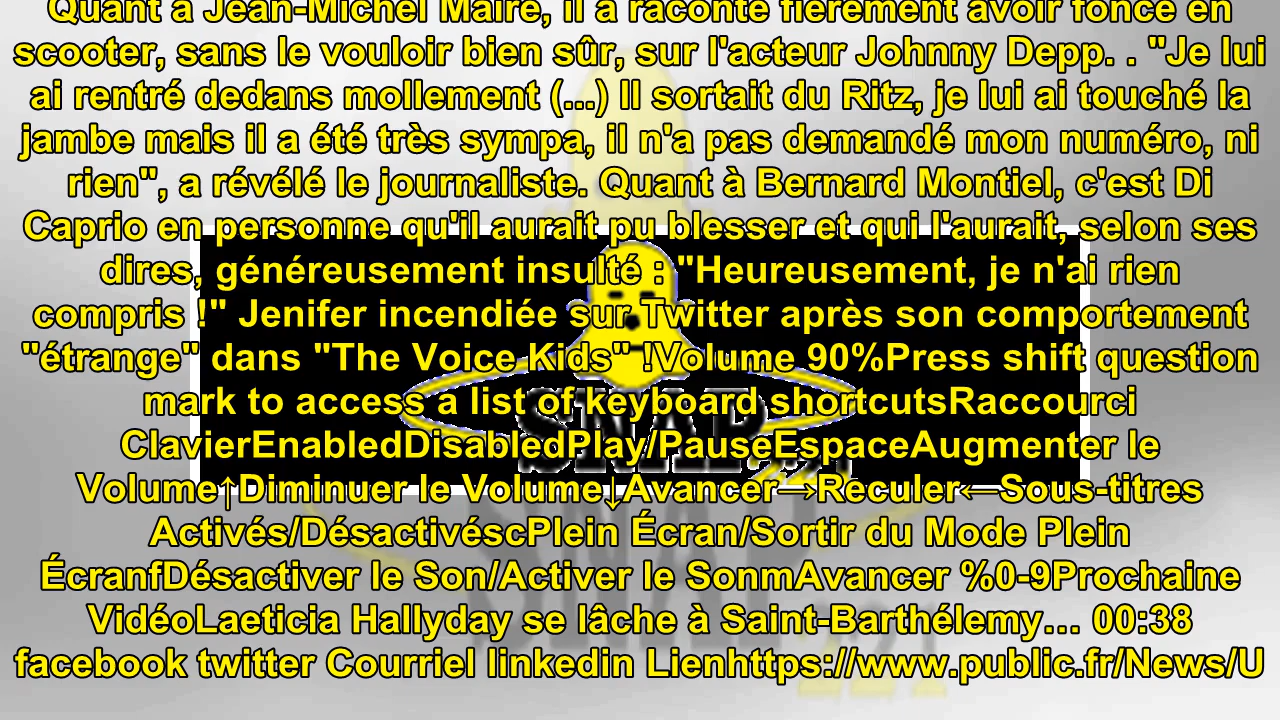 Quant à Jean-Michel Maire, il a raconté fièrement avoir foncé en
scooter, sans le vouloir bien sûr, sur l'acteur Johnny Depp. . "Je lui
ai rentré dedans mollement (...) Il sortait du Ritz, je lui ai touché la
jambe mais il a été très sympa, il n'a pas demandé mon numéro, ni
rien", a révélé le journaliste. Quant à Bernard Montiel, c'est Di
Caprio en personne qu'il aurait pu blesser et qui l'aurait, selon ses
dires, généreusement insulté : "Heureusement, je n'ai rien
compris !" Jenifer incendiée sur Twitter après son comportement
"étrange" dans "The Voice Kids" !Volume 90%Press shift question
mark to access a list of keyboard shortcutsRaccourci
ClavierEnabledDisabledPlay/PauseEspaceAugmenter le
Volume↑Diminuer le Volume↓Avancer→Reculer←Sous-titres
Activés/DésactivéscPlein Écran/Sortir du Mode Plein
ÉcranfDésactiver le Son/Activer le SonmAvancer %0-9Prochaine
VidéoLaeticia Hallyday se lâche à Saint-Barthélemy… 00:38
facebook twitter Courriel linkedin Lienhttps://www.public.fr/News/U
SNAP
221